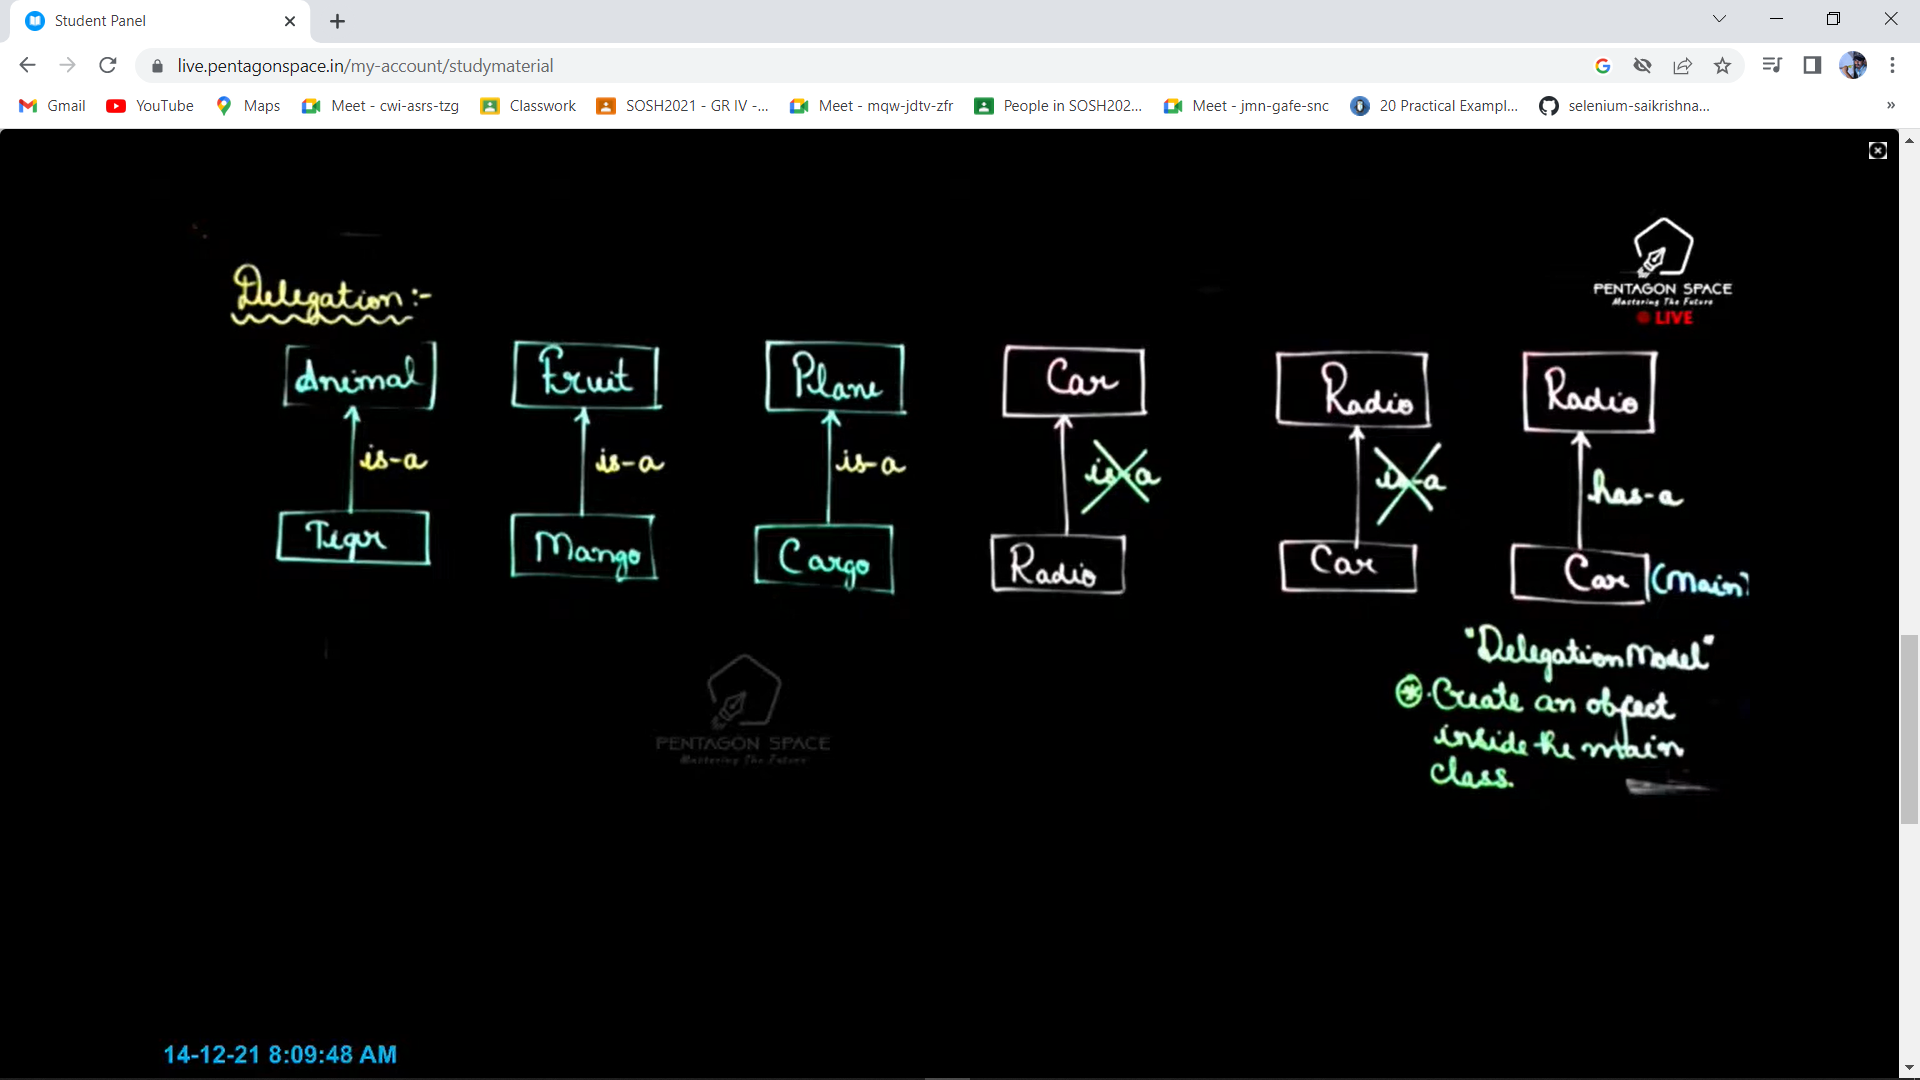 Student Panel
live.pentagonspace.in/my-account/studymaterial
Gmail
YouTube
Maps
Meet - cwi-asrs-tzg
Classwork
SOSH2021 - GR IV -...
Meet - mqw-jdtv-zfr
People in SOSH202...
Meet - jmn-gafe-snc
20 Practical Exampl...
selenium-saikrishna...
»
PENTAGON SPACE
Mastering The Future
LIVE
Delegation :-
Animal
Fruit
Plane
Car
Radio
Radio
is-a
is-a
is-a
is-a
is-a
has-a
Tiger
Mango
Cargo
Radio
Car
Car (Main)
"Delegation Model"
Create an object
inside the main
class.
PENTAGON SPACE
Mastering The Future
14-12-21 8:09:48 AM